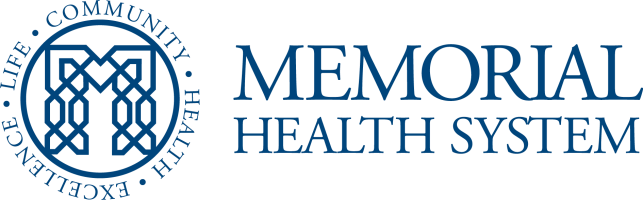 LIFE • COMMUNITY • HEALTH • EXCELLENCE •
MEMORIAL
HEALTH SYSTEM